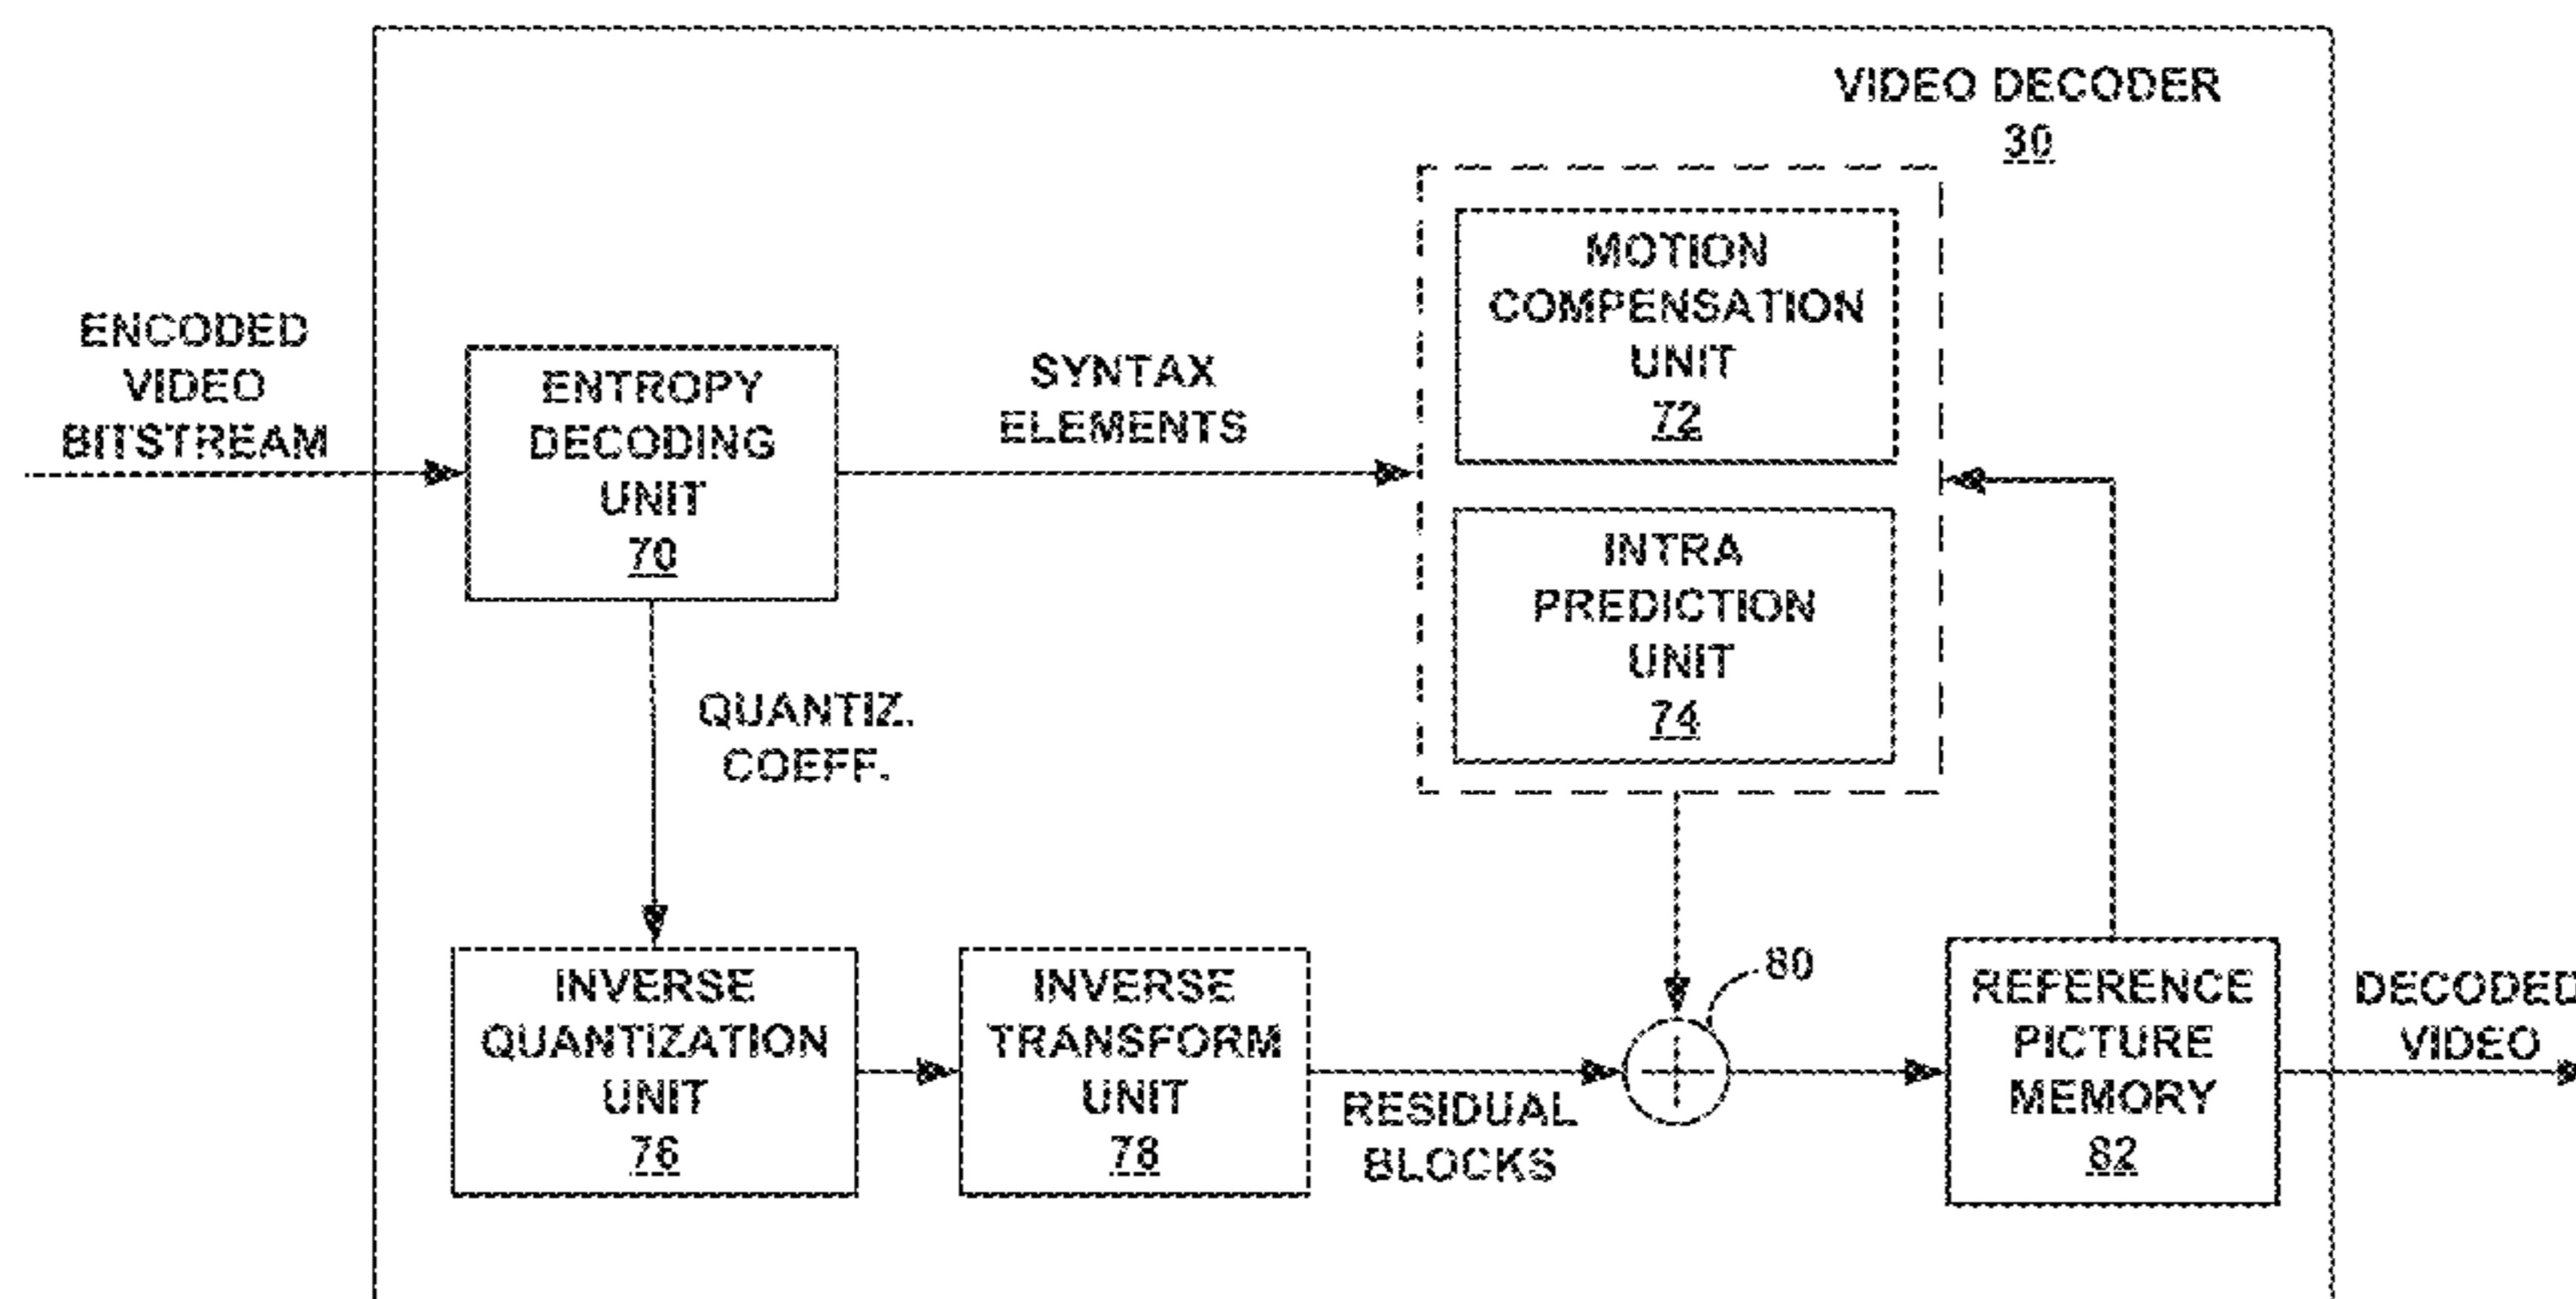 VIDEO DECODER
30
ENCODED
VIDEO
BITSTREAM
ENTROPY
DECODING
UNIT
70
SYNTAX
ELEMENTS
MOTION
COMPENSATION
UNIT
72
INTRA
PREDICTION
UNIT
74
QUANTIZ.
COEFF.
INVERSE
QUANTIZATION
UNIT
76
INVERSE
TRANSFORM
UNIT
78
RESIDUAL
BLOCKS
80
REFERENCE
PICTURE
MEMORY
82
DECODED
VIDEO